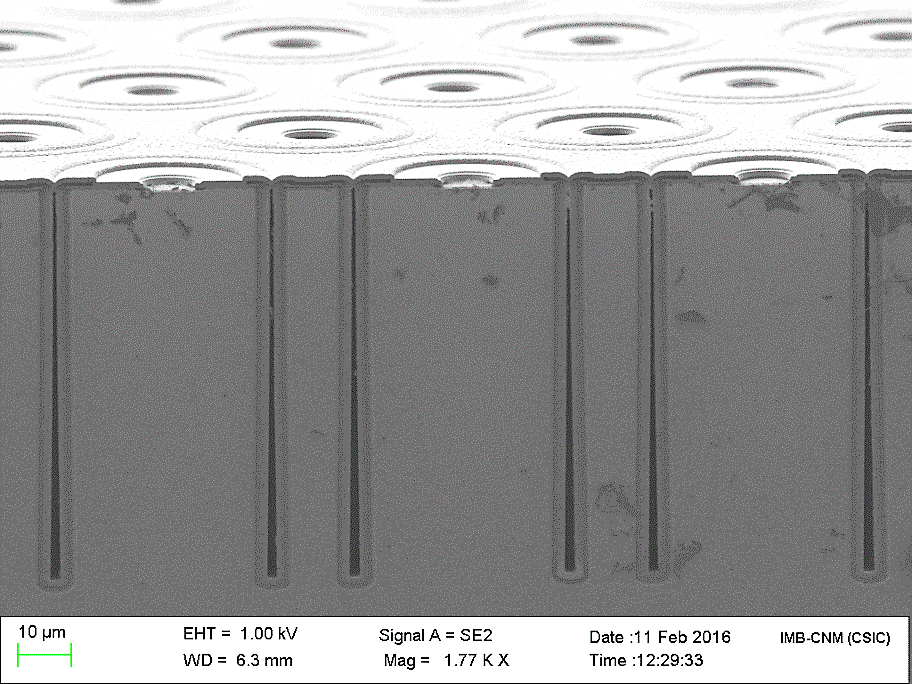 10 µm
EHT = 1.00 kV
Signal A = SE2
Date :11 Feb 2016
IMB-CNM (CSIC)
WD = 6.3 mm
Mag = 1.77 K X
Time :12:29:33